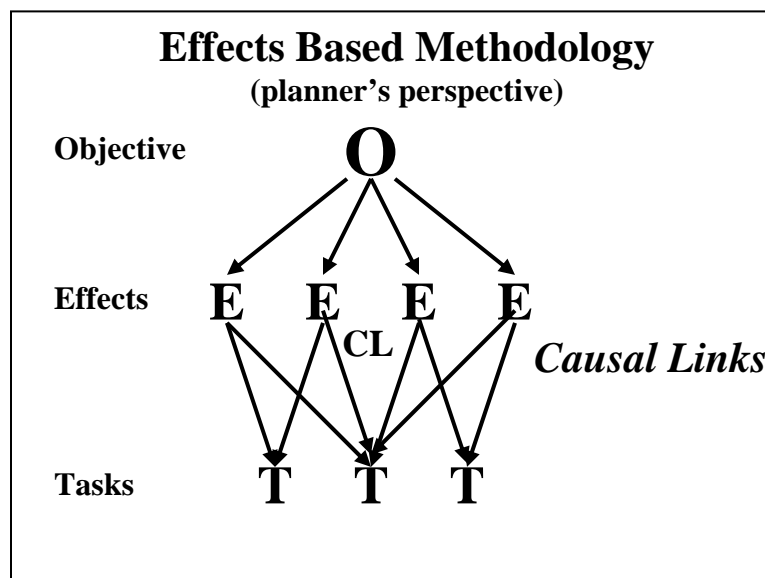 Effects Based Methodology
(planner's perspective)
Objective O
Effects E E E E
CL
Causal Links
Tasks T T T